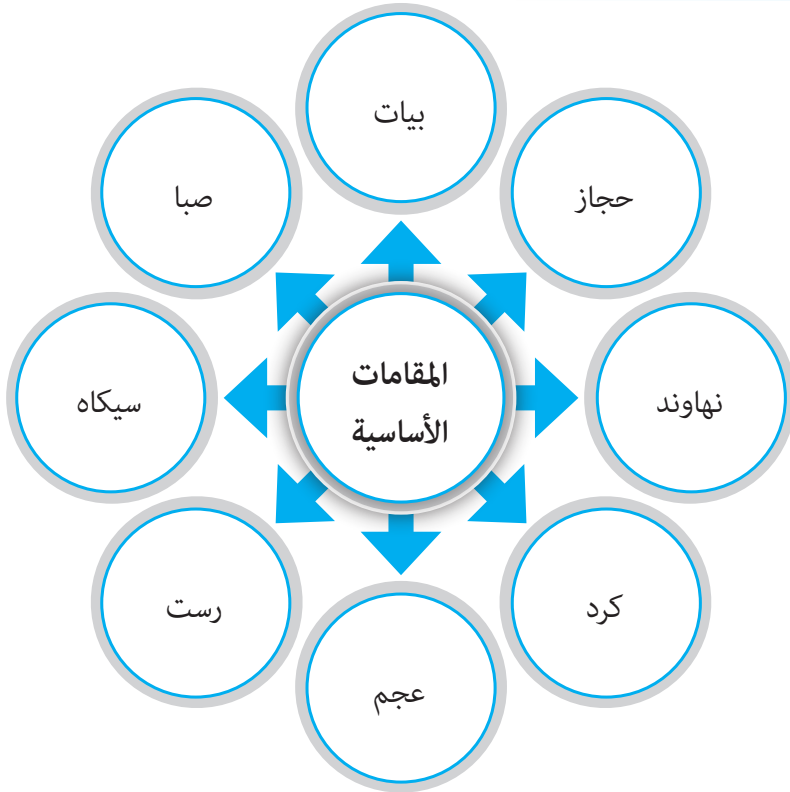 بيات
حجاز
صبا
المقامات
الأساسية
نهاوند
سيكاه
كرد
رست
عجم